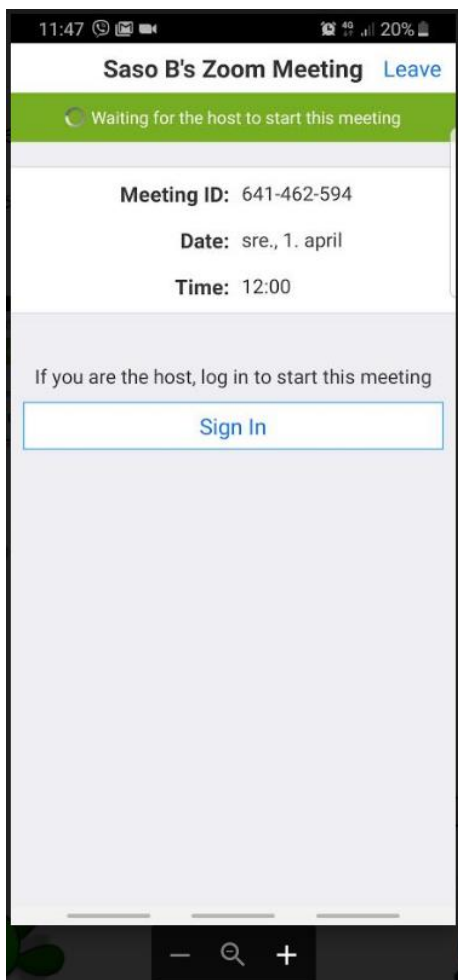 11:47 4G 20%
Saso B's Zoom Meeting Leave
Waiting for the host to start this meeting
Meeting ID: 641-462-594
Date: sre., 1. april
Time: 12:00
If you are the host, log in to start this meeting
Sign In